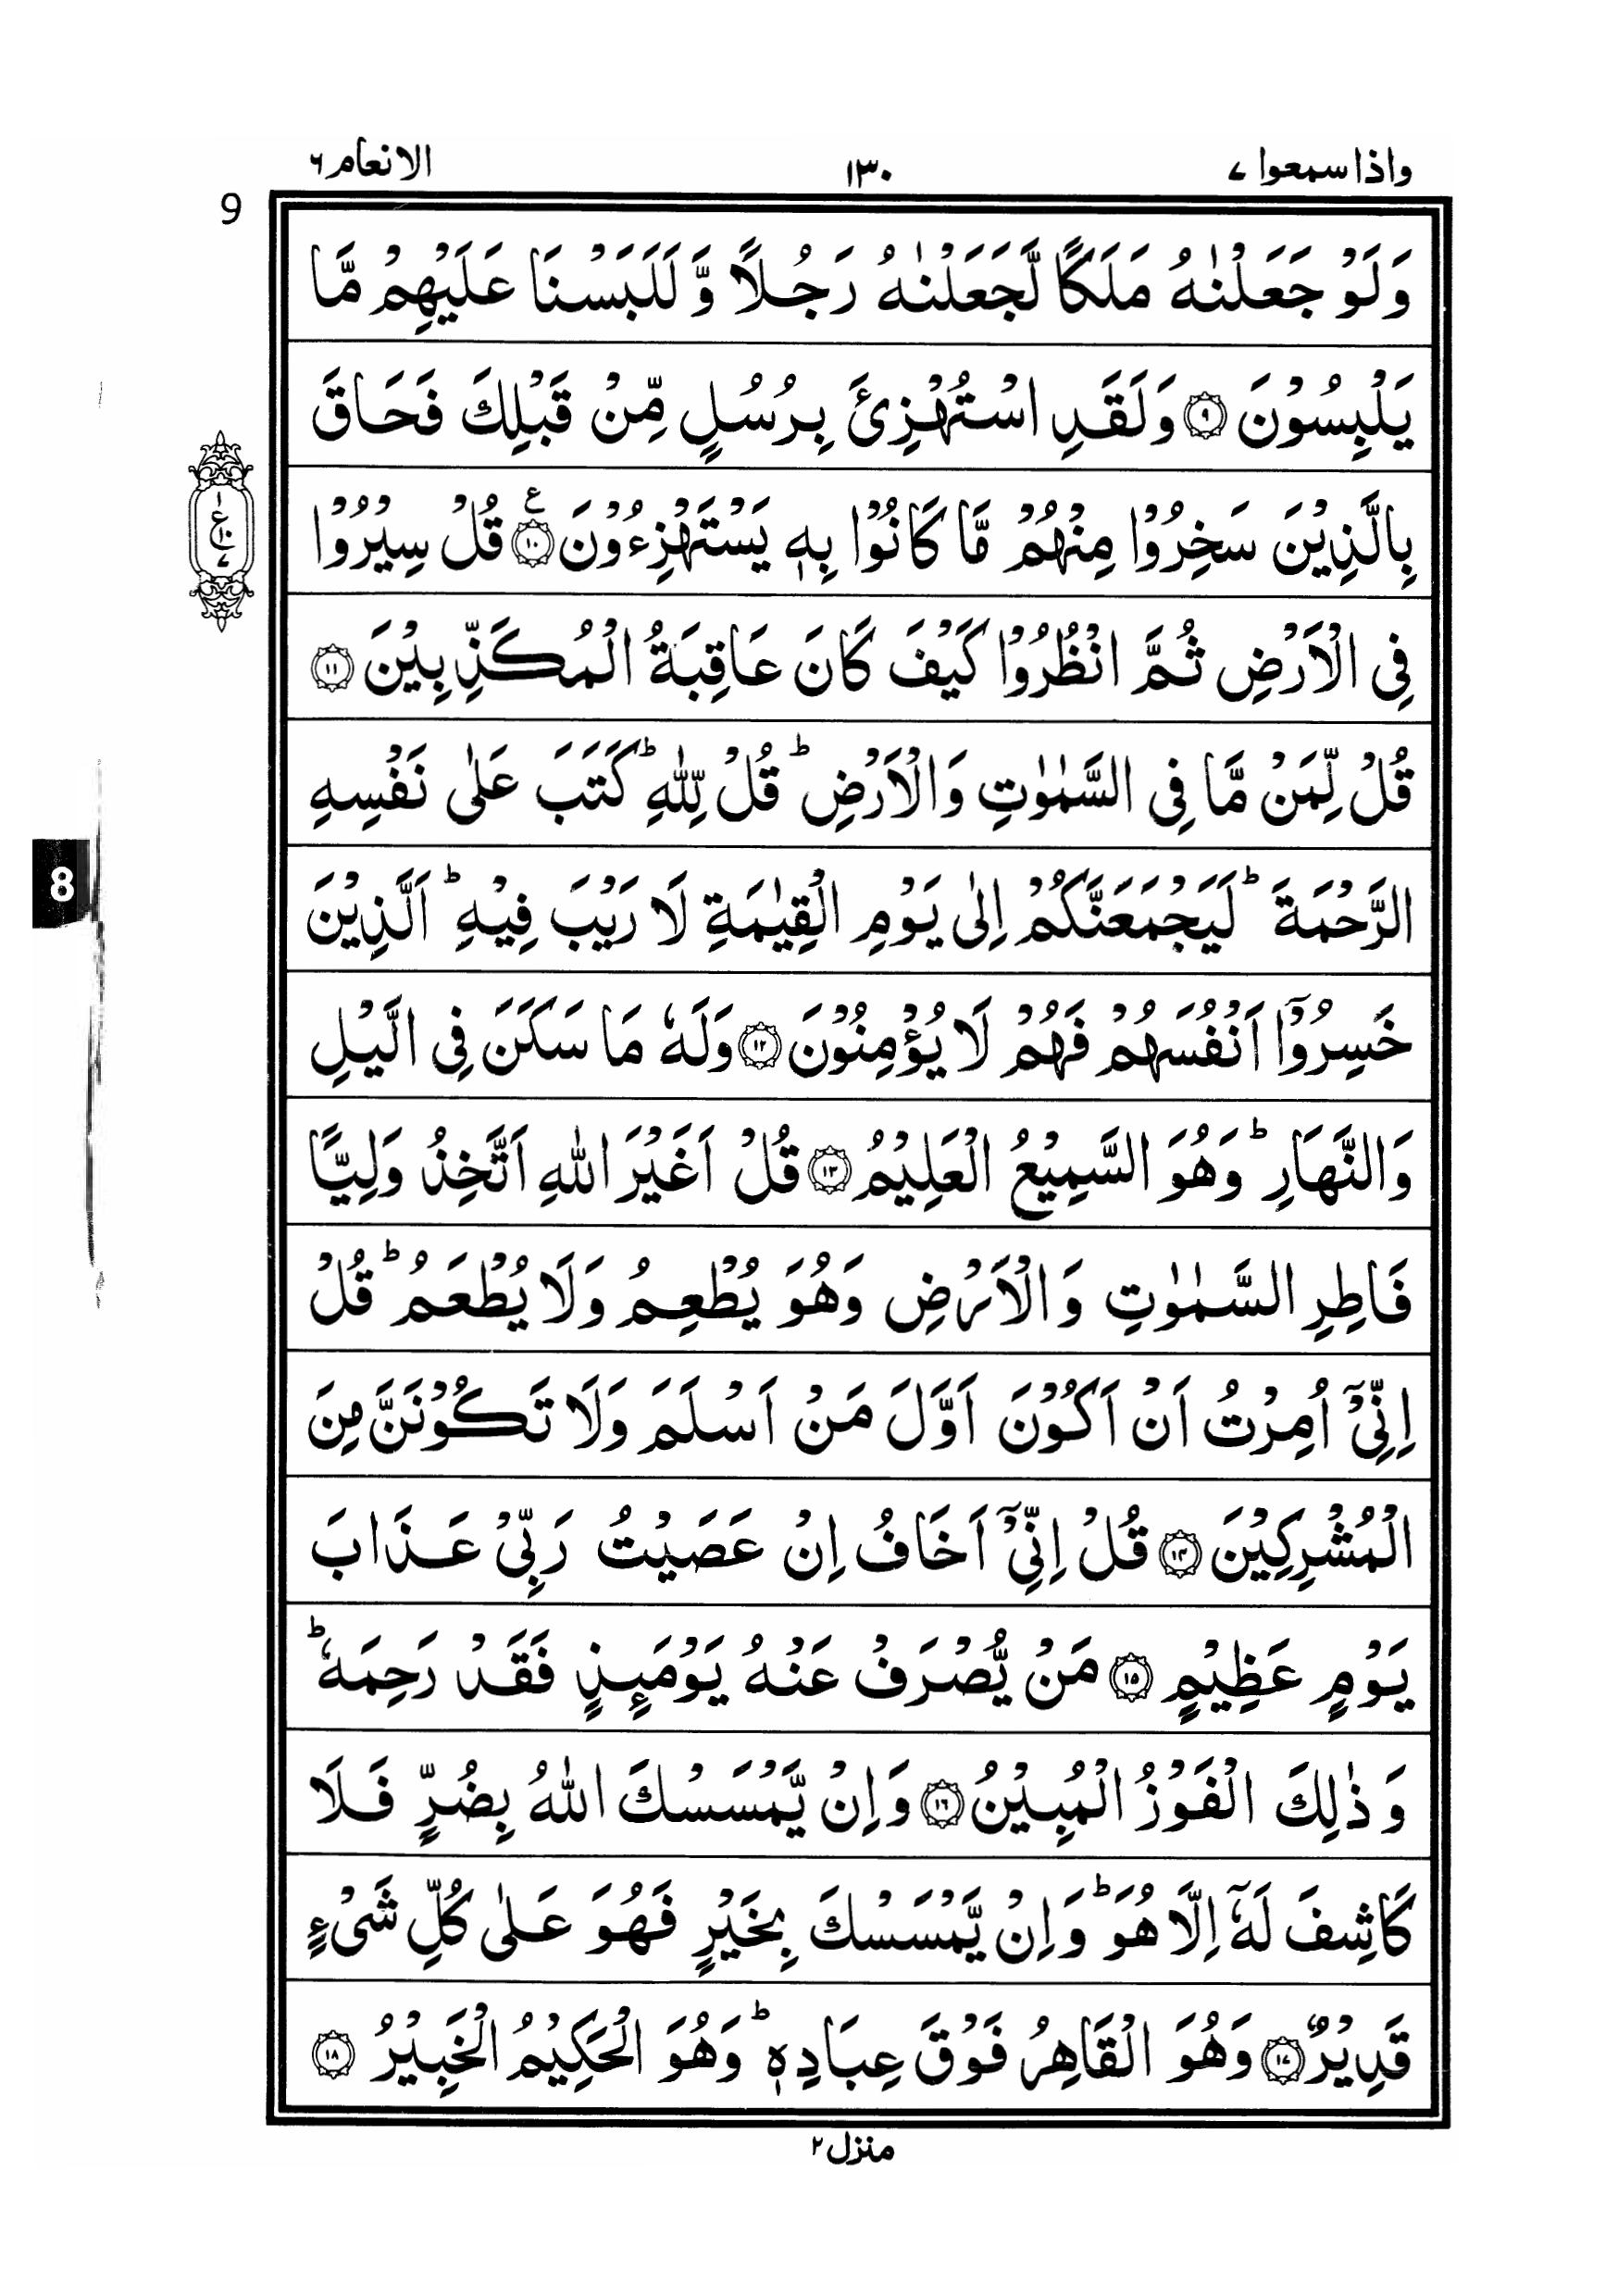 واذا سمعوا ٧
١٣٠
الانعام ٦
9
وَلَوْ جَعَلْنٰهُ مَلَكًا لَّجَعَلْنٰهُ رَجُلًا وَّ لَلَبَسْنَا عَلَيْهِمْ مَّا
يَلْبِسُوْنَ ۝٩ وَلَقَدِ اسْتُهْزِئَ بِرُسُلٍ مِّنْ قَبْلِكَ فَحَاقَ
بِالَّذِيْنَ سَخِرُوْا مِنْهُمْ مَّا كَانُوْا بِهٖ يَسْتَهْزِءُوْنَ ۝١٠ ع قُلْ سِيْرُوْا
١
ع
١٠
٧
فِى الْاَرْضِ ثُمَّ انْظُرُوْا كَيْفَ كَانَ عَاقِبَةُ الْمُكَذِّبِيْنَ ۝١١
قُلْ لِّمَنْ مَّا فِى السَّمٰوٰتِ وَالْاَرْضِ ؕ قُلْ لِّلّٰهِ ؕ كَتَبَ عَلٰى نَفْسِهِ
8
الرَّحْمَةَ ؕ لَيَجْمَعَنَّكُمْ اِلٰى يَوْمِ الْقِيٰمَةِ لَا رَيْبَ فِيْهِ ؕ اَلَّذِيْنَ
خَسِرُوْۤا اَنْفُسَهُمْ فَهُمْ لَا يُؤْمِنُوْنَ ۝١٢ وَلَهٗ مَا سَكَنَ فِى الَّيْلِ
وَالنَّهَارِ ؕ وَهُوَ السَّمِيْعُ الْعَلِيْمُ ۝١٣ قُلْ اَغَيْرَ اللّٰهِ اَتَّخِذُ وَلِيًّا
فَاطِرِ السَّمٰوٰتِ وَالْاَرْضِ وَهُوَ يُطْعِمُ وَلَا يُطْعَمُ ؕ قُلْ
اِنِّىْۤ اُمِرْتُ اَنْ اَكُوْنَ اَوَّلَ مَنْ اَسْلَمَ وَلَا تَكُوْنَنَّ مِنَ
الْمُشْرِكِيْنَ ۝١٤ قُلْ اِنِّىْۤ اَخَافُ اِنْ عَصَيْتُ رَبِّىْ عَذَابَ
يَوْمٍ عَظِيْمٍ ۝١٥ مَنْ يُّصْرَفْ عَنْهُ يَوْمَئِذٍ فَقَدْ رَحِمَهٗ ؕ
وَذٰلِكَ الْفَوْزُ الْمُبِيْنُ ۝١٦ وَاِنْ يَّمْسَسْكَ اللّٰهُ بِضُرٍّ فَلَا
كَاشِفَ لَهٗۤ اِلَّا هُوَ ؕ وَاِنْ يَّمْسَسْكَ بِخَيْرٍ فَهُوَ عَلٰى كُلِّ شَىْءٍ
قَدِيْرٌ ۝١٧ وَهُوَ الْقَاهِرُ فَوْقَ عِبَادِهٖ ؕ وَهُوَ الْحَكِيْمُ الْخَبِيْرُ ۝١٨
منزل ٢